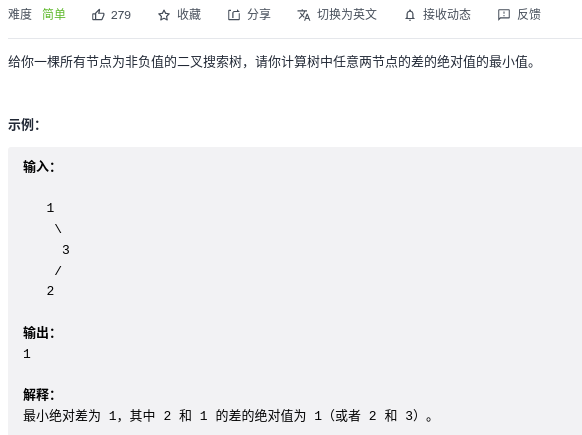 难度 简单 279 收藏 分享 切换为英文 接收动态 反馈
给你一棵所有节点为非负值的二叉搜索树，请你计算树中任意两节点的差的绝对值的最小值。
示例：
输入：
1
\
3
/
2
输出：
1
解释：
最小绝对差为 1，其中 2 和 1 的差的绝对值为 1（或者 2 和 3）。